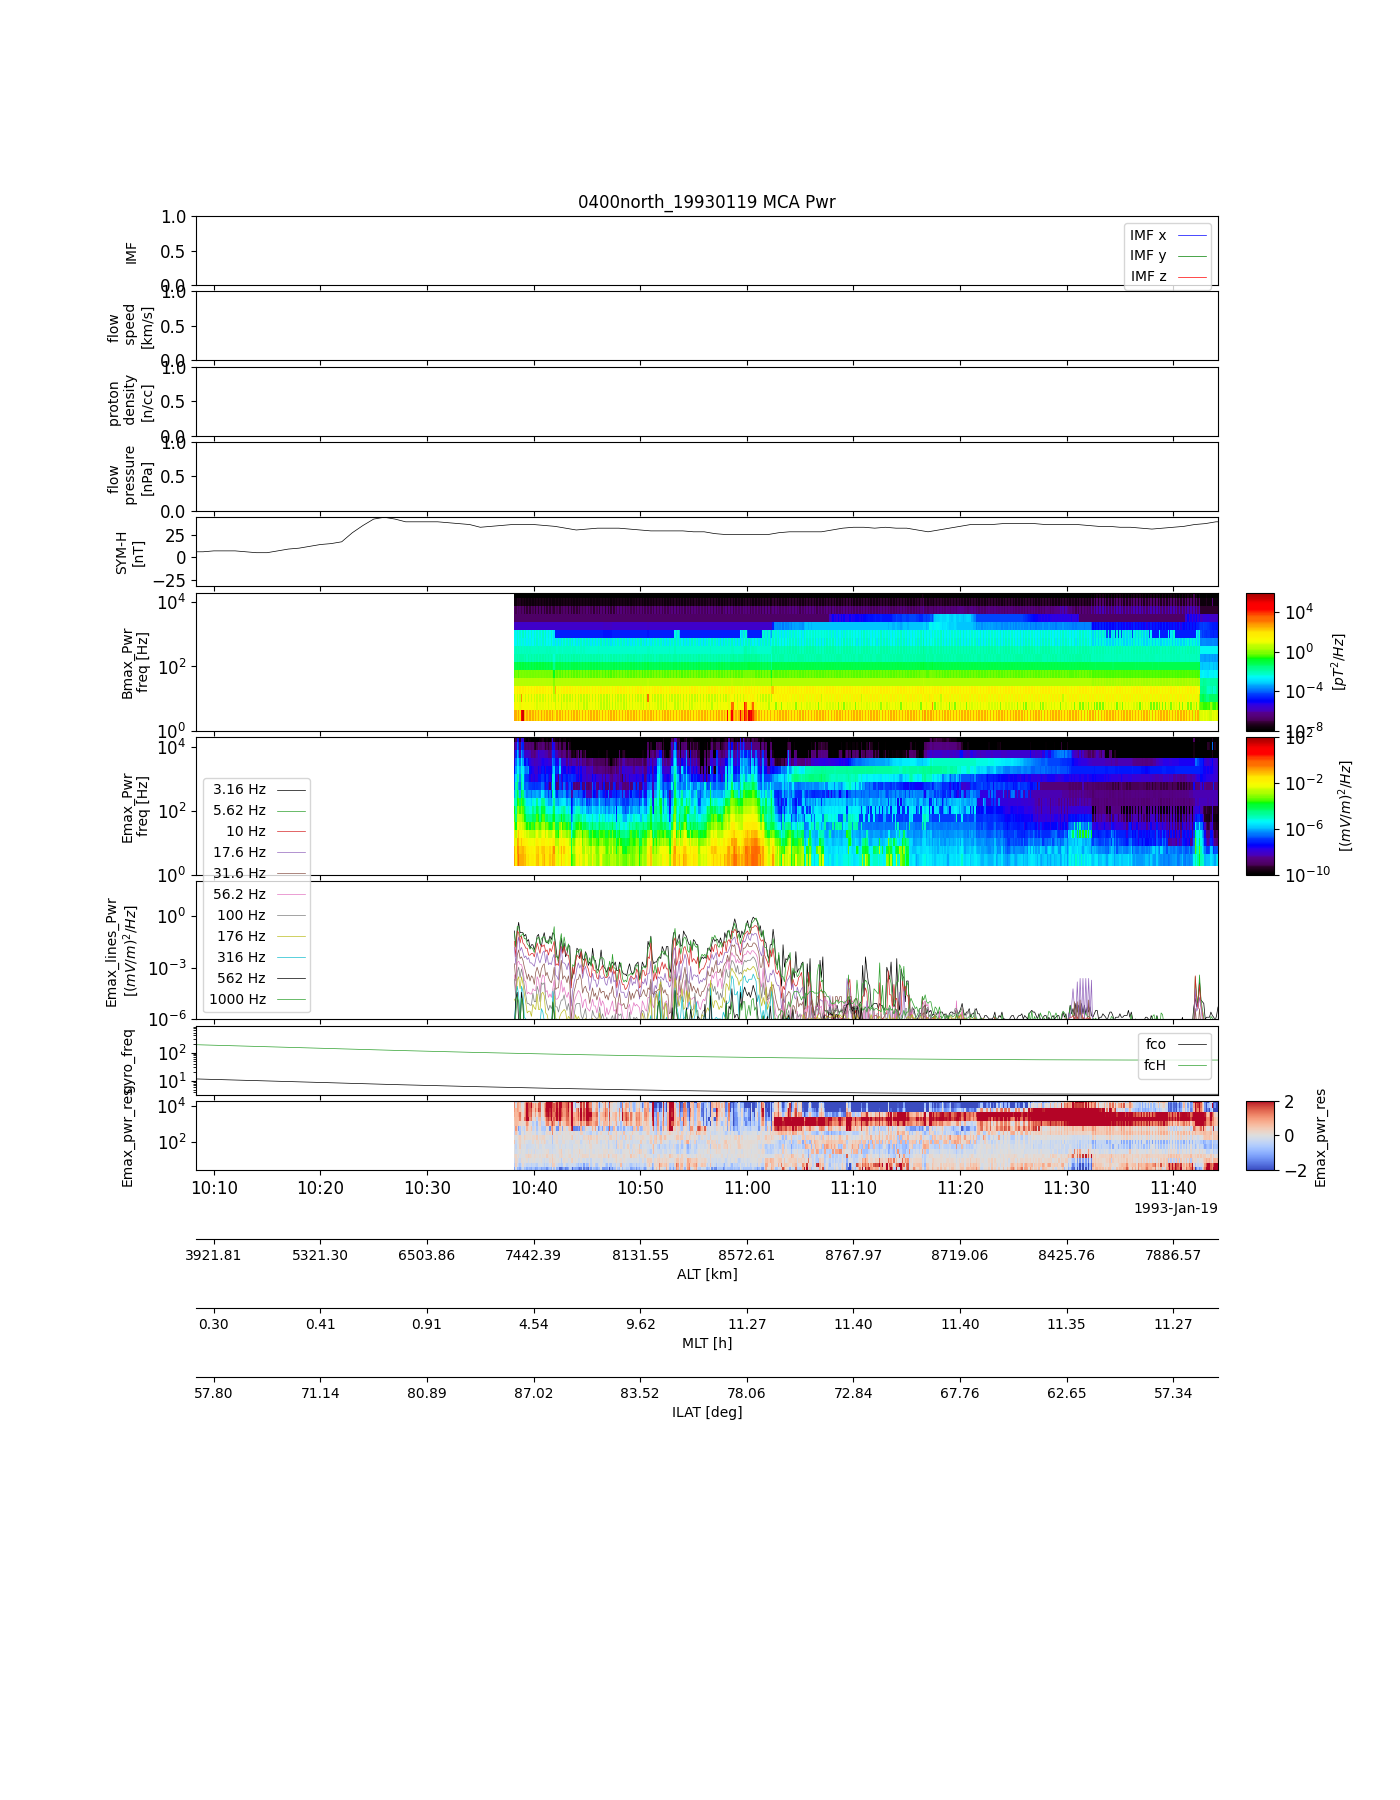 0400north_19930119 MCA Pwr
1.0
0.5
0.0
IMF
IMF x
IMF y
IMF z
1.0
0.5
0.0
flow
speed
[km/s]
1.0
0.5
0.0
proton
density
[n/cc]
1.0
0.5
0.0
flow
pressure
[nPa]
25
0
−25
SYM-H
[nT]
10^4
10^2
10^0
Bmax_Pwr
freq [Hz]
10^4
10^0
10^−4
10^−8
[pT^2/Hz]
10^4
10^2
10^0
Emax_Pwr
freq [Hz]
10^2
10^−2
10^−6
10^−10
[(mV/m)^2/Hz]
3.16 Hz
5.62 Hz
10 Hz
17.6 Hz
31.6 Hz
56.2 Hz
100 Hz
176 Hz
316 Hz
562 Hz
1000 Hz
10^0
10^−3
10^−6
Emax_lines_Pwr
[(mV/m)^2/Hz]
10^2
10^1
gyro_freq
fco
fcH
10^4
10^2
Emax_pwr_res
2
0
−2
Emax_pwr_res
10:10 10:20 10:30 10:40 10:50 11:00 11:10 11:20 11:30 11:40
1993-Jan-19
3921.81 5321.30 6503.86 7442.39 8131.55 8572.61 8767.97 8719.06 8425.76 7886.57
ALT [km]
0.30 0.41 0.91 4.54 9.62 11.27 11.40 11.40 11.35 11.27
MLT [h]
57.80 71.14 80.89 87.02 83.52 78.06 72.84 67.76 62.65 57.34
ILAT [deg]